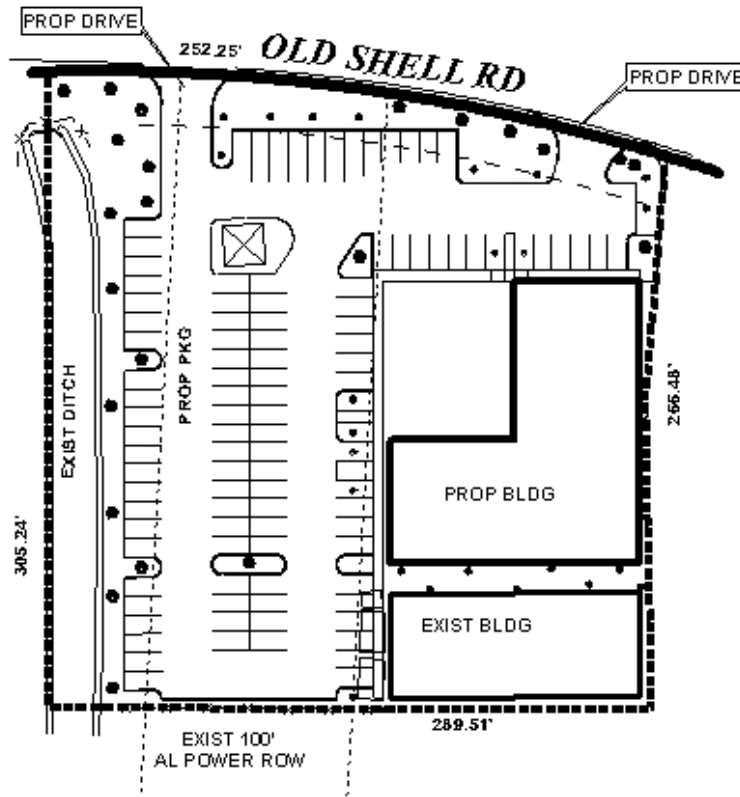 PROP DRIVE
252.25'
OLD SHELL RD
PROP DRIVE
PROP PKG
EXIST DITCH
266.48'
PROP BLDG
305.24'
EXIST BLDG
289.51'
EXIST 100'
AL POWER ROW